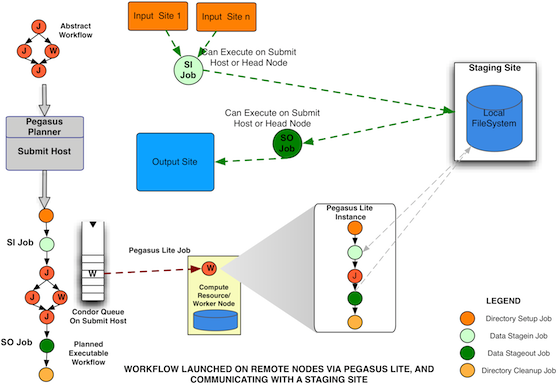 Abstract
Workflow
J
J
W
J
Input Site 1
Input Site n
Can Execute on Submit
Host or Head Node
SI
Job
Staging Site
Local
FileSystem
Can Execute on Submit
Host or Head Node
SO
Job
Output Site
Pegasus
Planner
Submit Host
SI Job
J
J
W
J
SO Job
Planned
Executable
Workflow
W
Condor Queue
On Submit Host
Pegasus Lite Job
W
Compute
Resource/
Worker Node
Pegasus Lite
Instance
J
LEGEND
Directory Setup Job
Data Stagein Job
Data Stageout Job
Directory Cleanup Job
WORKFLOW LAUNCHED ON REMOTE NODES VIA PEGASUS LITE, AND
COMMUNICATING WITH A STAGING SITE